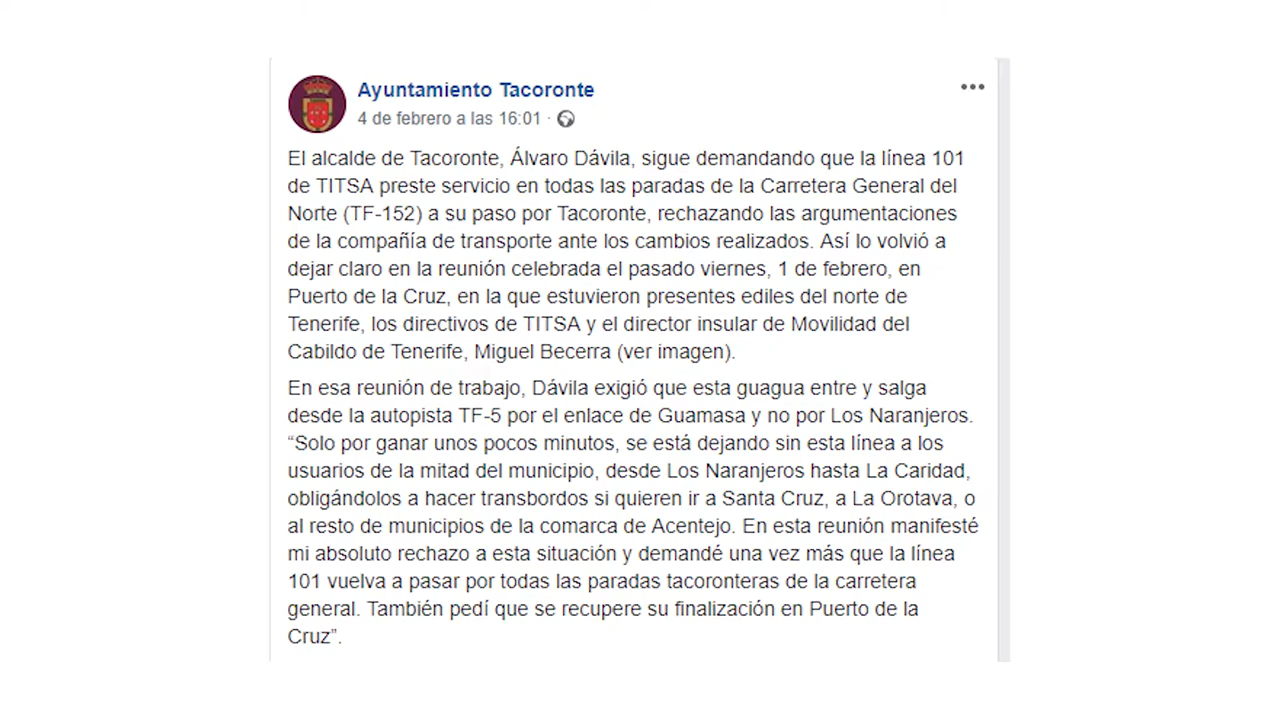 Ayuntamiento Tacoronte
4 de febrero a las 16:01 ·
El alcalde de Tacoronte, Álvaro Dávila, sigue demandando que la línea 101
de TITSA preste servicio en todas las paradas de la Carretera General del
Norte (TF-152) a su paso por Tacoronte, rechazando las argumentaciones
de la compañía de transporte ante los cambios realizados. Así lo volvió a
dejar claro en la reunión celebrada el pasado viernes, 1 de febrero, en
Puerto de la Cruz, en la que estuvieron presentes ediles del norte de
Tenerife, los directivos de TITSA y el director insular de Movilidad del
Cabildo de Tenerife, Miguel Becerra (ver imagen).
En esa reunión de trabajo, Dávila exigió que esta guagua entre y salga
desde la autopista TF-5 por el enlace de Guamasa y no por Los Naranjeros.
“Solo por ganar unos pocos minutos, se está dejando sin esta línea a los
usuarios de la mitad del municipio, desde Los Naranjeros hasta La Caridad,
obligándolos a hacer transbordos si quieren ir a Santa Cruz, a La Orotava, o
al resto de municipios de la comarca de Acentejo. En esta reunión manifesté
mi absoluto rechazo a esta situación y demandé una vez más que la línea
101 vuelva a pasar por todas las paradas tacoronteras de la carretera
general. También pedí que se recupere su finalización en Puerto de la
Cruz”.